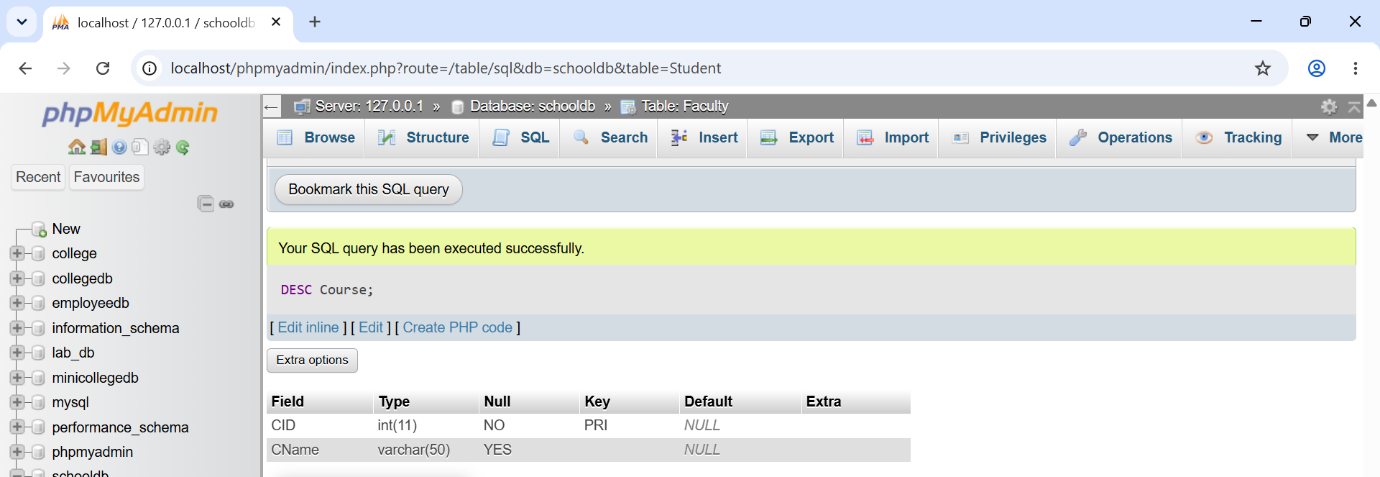 localhost / 127.0.0.1 / schooldb
localhost/phpmyadmin/index.php?route=/table/sql&db=schooldb&table=Student
phpMyAdmin
Recent Favourites
New
college
collegedb
employeedb
information_schema
lab_db
minicollegedb
mysql
performance_schema
phpmyadmin
schooldb
Server: 127.0.0.1 » Database: schooldb » Table: Faculty
Browse Structure SQL Search Insert Export Import Privileges Operations Tracking More
Bookmark this SQL query
Your SQL query has been executed successfully.
DESC Course;
[ Edit inline ] [ Edit ] [ Create PHP code ]
Extra options
Field Type Null Key Default Extra
CID int(11) NO PRI NULL
CName varchar(50) YES NULL